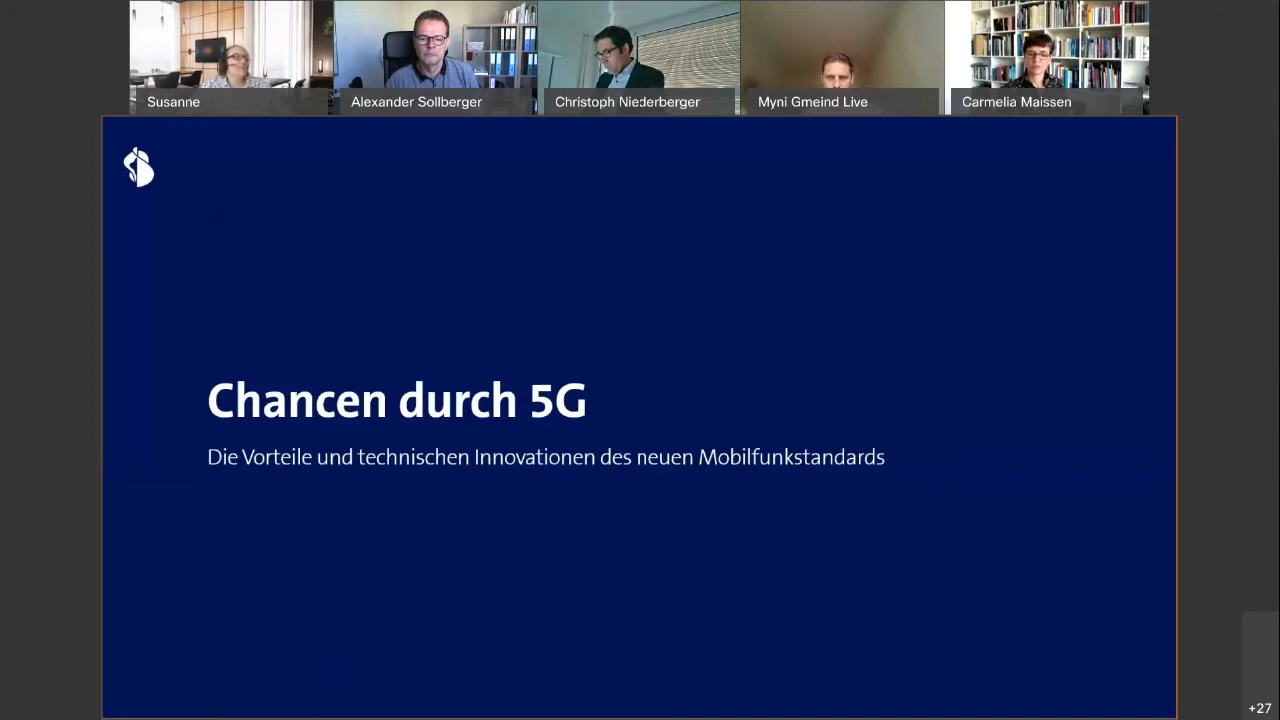 Susanne
Alexander Sollberger
Christoph Niederberger
Myni Gmeind Live
Carmelia Maissen
Chancen durch 5G
Die Vorteile und technischen Innovationen des neuen Mobilfunkstandards
+27